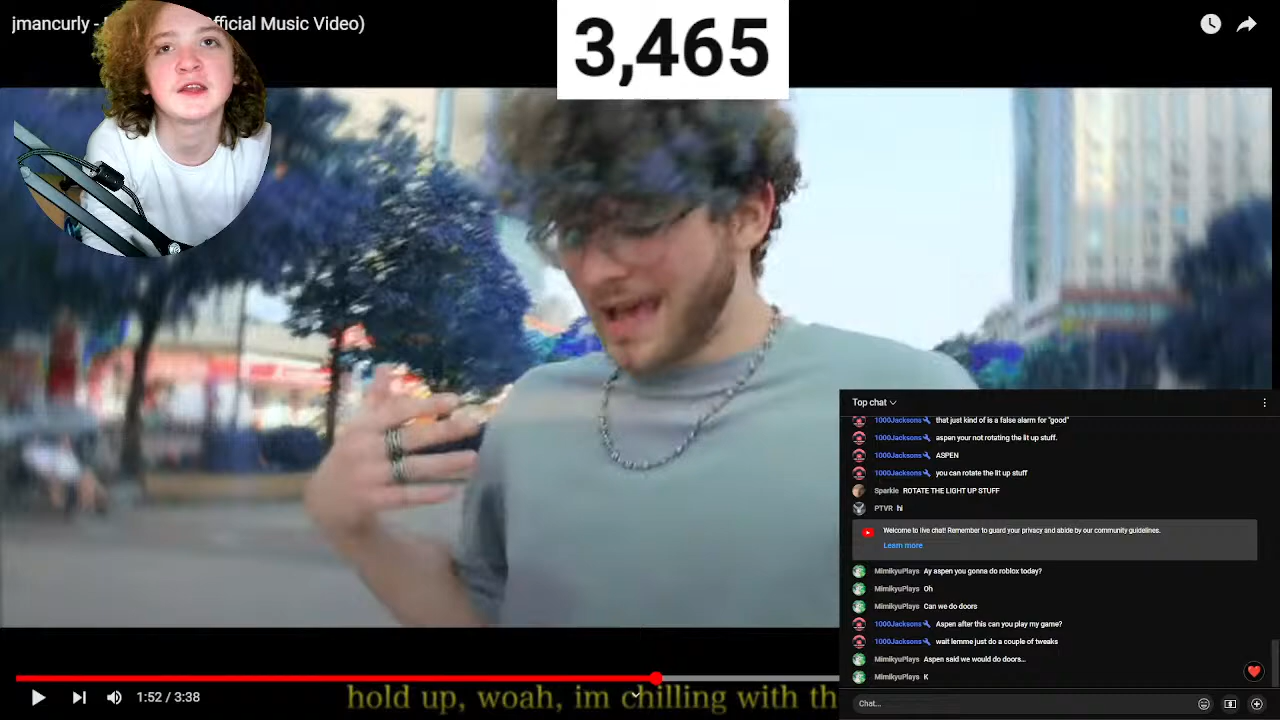 jmancurly -
fficial Music Video)
3,465
Top chat
1000Jacksons that just kind of is a false alarm for "good"
1000Jacksons aspen your not rotating the lit up stuff.
1000Jacksons ASPEN
1000Jacksons you can rotate the lit up stuff
Sparkle ROTATE THE LIGHT UP STUFF
PTVR hi
Welcome to live chat! Remember to guard your privacy and abide by our community guidelines.
Learn more
MimikyuPlays Ay aspen you gonna do roblox today?
MimikyuPlays Oh
MimikyuPlays Can we do doors
1000Jacksons Aspen after this can you play my game?
1000Jacksons wait lemme just do a couple of tweaks
MimikyuPlays Aspen said we would do doors...
MimikyuPlays K
Chat...
1:52 / 3:38
hold up, woah, im chilling with th